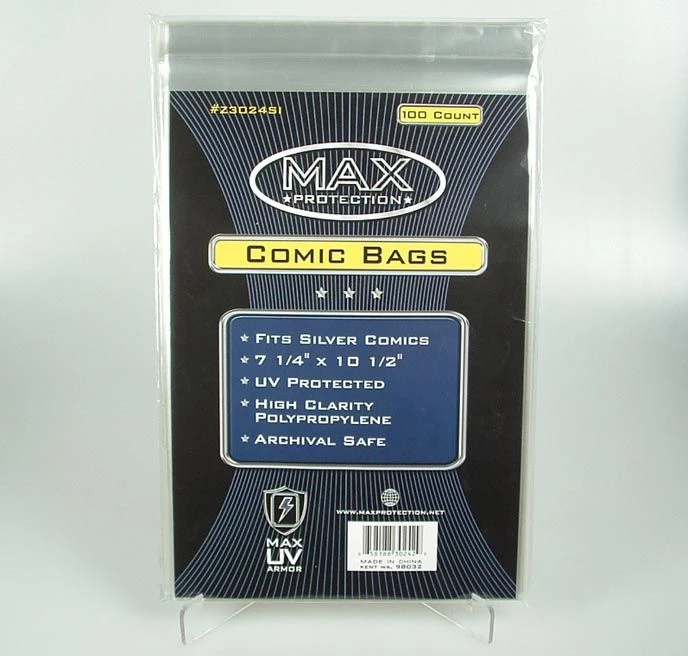 #Z3024SI
100 COUNT
MAX
★PROTECTION★
COMIC BAGS
★ FITS SILVER COMICS
★ 7 1/4" x 10 1/2"
★ UV PROTECTED
★ HIGH CLARITY
POLYPROPYLENE
★ ARCHIVAL SAFE
MAX
UV
ARMOR
WWW.MAXPROTECTION.NET
MADE IN CHINA
KENT WA, 98032